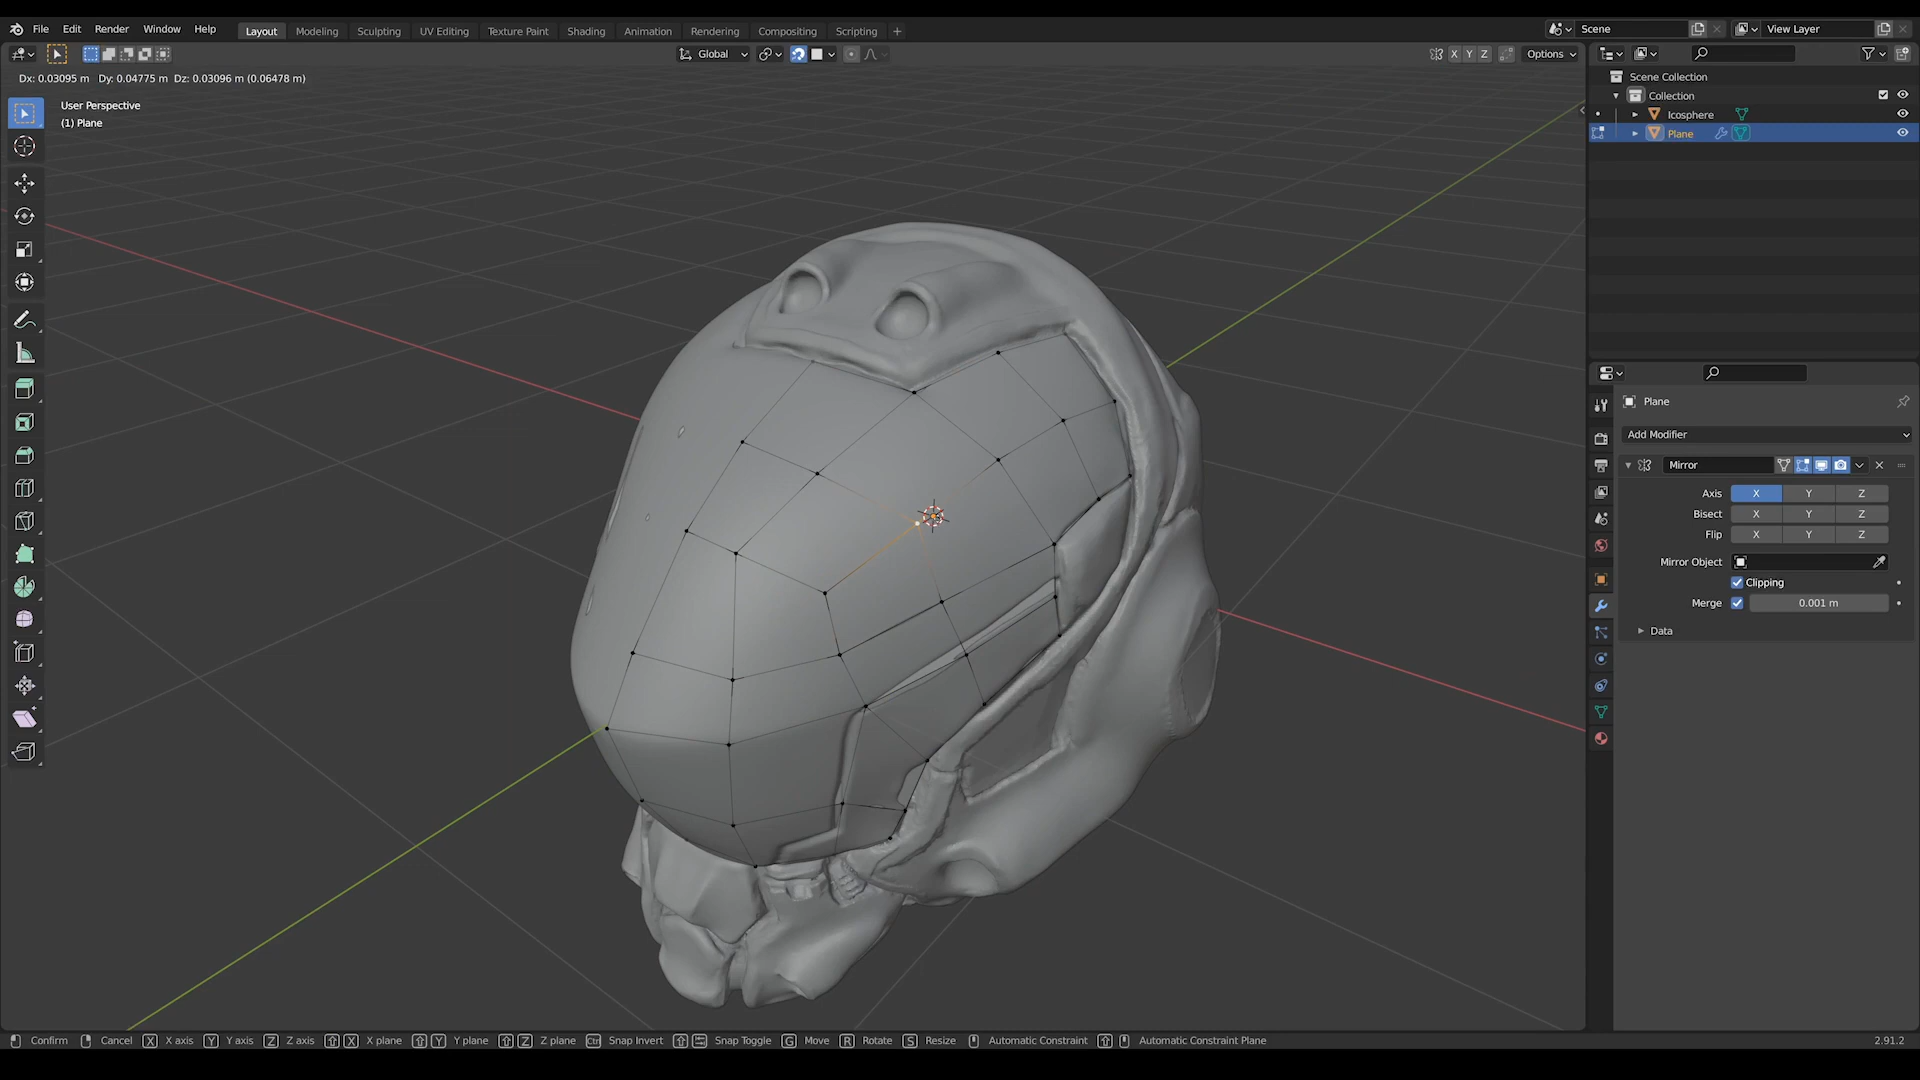 File Edit Render Window Help Layout Modeling Sculpting UV Editing Texture Paint Shading Animation Rendering Compositing Scripting + Scene View Layer
Global X Y Z Options
Dx: 0.03095 m Dy: 0.04775 m Dz: 0.03096 m (0.06478 m)
User Perspective
(1) Plane
Scene Collection
Collection
Icosphere
Plane
Plane
Add Modifier
Mirror
Axis X Y Z
Bisect X Y Z
Flip X Y Z
Mirror Object
Clipping
Merge 0.001 m
Data
Confirm Cancel X X axis Y Y axis Z Z axis X X plane Y Y plane Z Z plane Ctrl Snap Invert Snap Toggle G Move R Rotate S Resize Automatic Constraint Automatic Constraint Plane 2.91.2